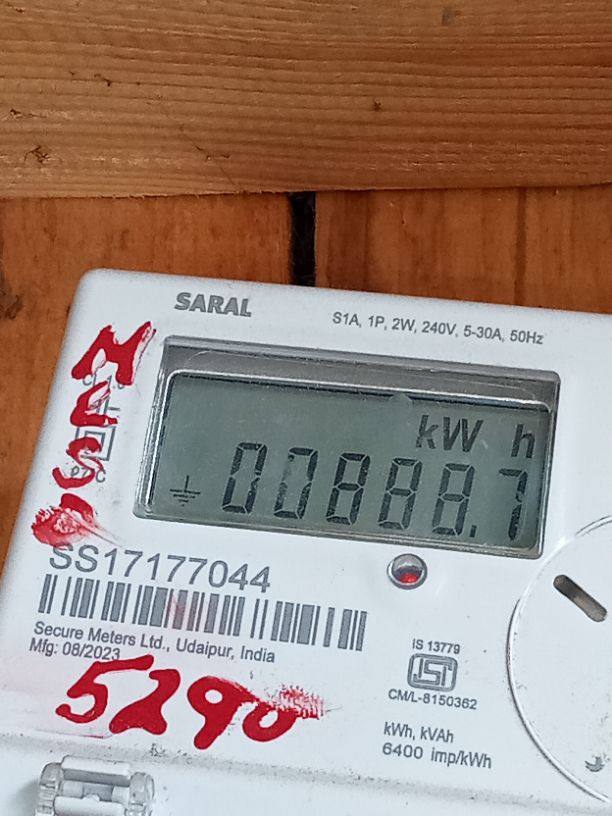 SARAL
S1A, 1P, 2W, 240V, 5-30A, 50Hz
kW h
00888.7
SS17177044
Secure Meters Ltd., Udaipur, India
Mfg: 08/2023
IS 13779
ISI
CM/L-8150362
5290
kWh, kVAh
6400 imp/kWh